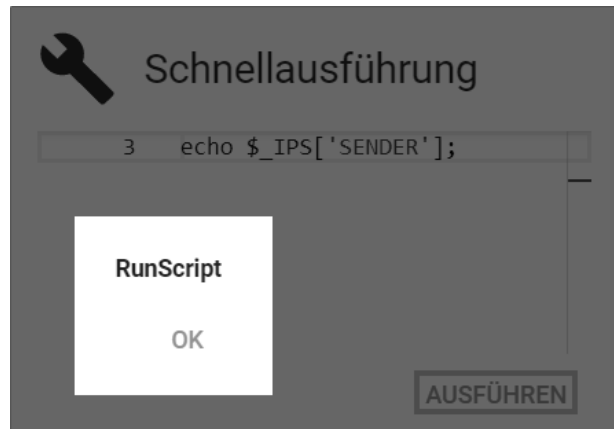 Schnellausführung
3 echo $_IPS['SENDER'];
RunScript
OK
AUSFÜHREN